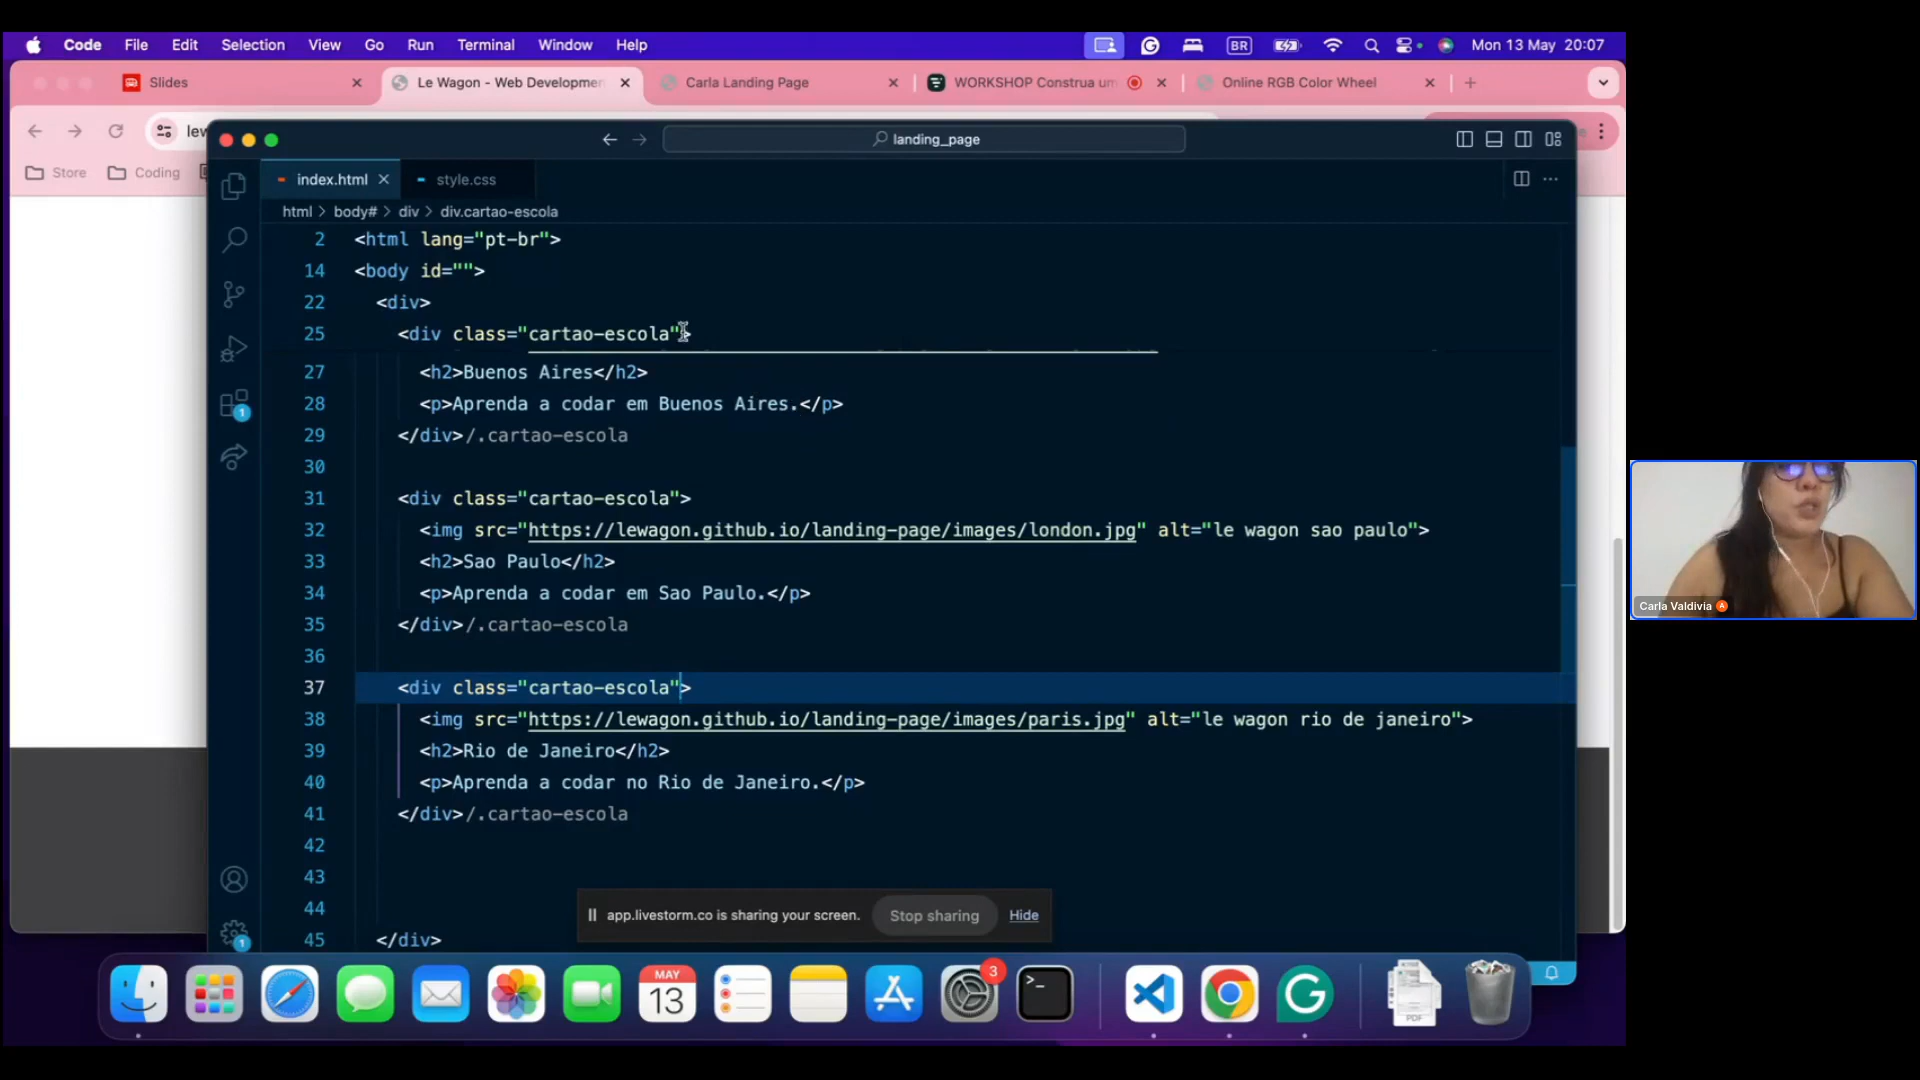 Code File Edit Selection View Go Run Terminal Window Help BR Mon 13 May 20:07
Slides Le Wagon - Web Developmen Carla Landing Page WORKSHOP Construa um Online RGB Color Wheel
lew
landing_page
Store Coding
index.html style.css
html > body# > div > div.cartao-escola
2 <html lang="pt-br">
14 <body id="">
22 <div>
25 <div class="cartao-escola">
27 <h2>Buenos Aires</h2>
28 <p>Aprenda a codar em Buenos Aires.</p>
29 </div>/.cartao-escola
30
31 <div class="cartao-escola">
32 <img src="https://lewagon.github.io/landing-page/images/london.jpg" alt="le wagon sao paulo">
33 <h2>Sao Paulo</h2>
34 <p>Aprenda a codar em Sao Paulo.</p>
35 </div>/.cartao-escola
36
37 <div class="cartao-escola">
38 <img src="https://lewagon.github.io/landing-page/images/paris.jpg" alt="le wagon rio de janeiro">
39 <h2>Rio de Janeiro</h2>
40 <p>Aprenda a codar no Rio de Janeiro.</p>
41 </div>/.cartao-escola
42
43
44
45 </div>
1
1
app.livestorm.co is sharing your screen. Stop sharing Hide
MAY
13
3
PDF
Carla Valdivia A